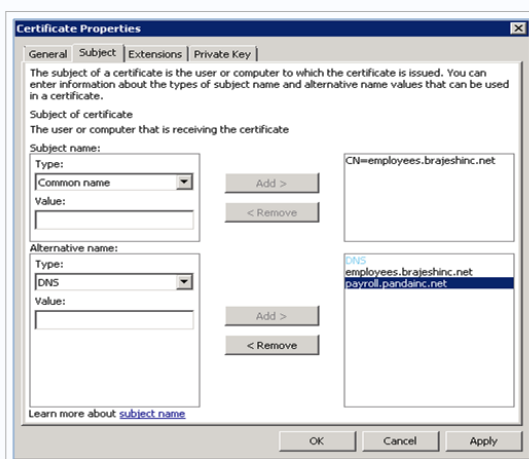 Certificate Properties
General Subject Extensions Private Key
The subject of a certificate is the user or computer to which the certificate is issued. You can
enter information about the types of subject name and alternative name values that can be used
in a certificate.
Subject of certificate
The user or computer that is receiving the certificate
Subject name:
Type:
Common name
Value:
Add >
< Remove
CN=employees.brajeshinc.net
Alternative name:
Type:
DNS
Value:
Add >
< Remove
DNS
employees.brajeshinc.net
payroll.pandainc.net
Learn more about subject name
OK Cancel Apply